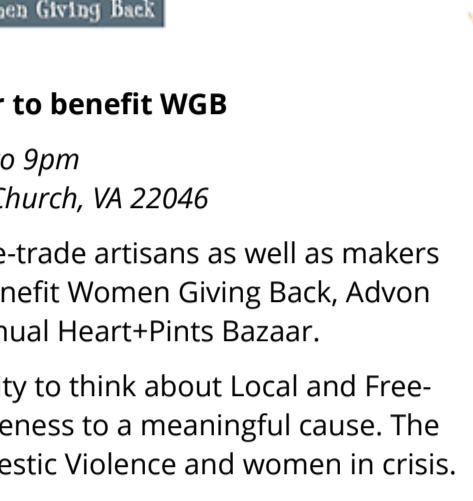 en Giving Back
r to benefit WGB
o 9pm
Church, VA 22046
e-trade artisans as well as makers
nefit Women Giving Back, Advon
nual Heart+Pints Bazaar.
ity to think about Local and Free-
eness to a meaningful cause. The
estic Violence and women in crisis.